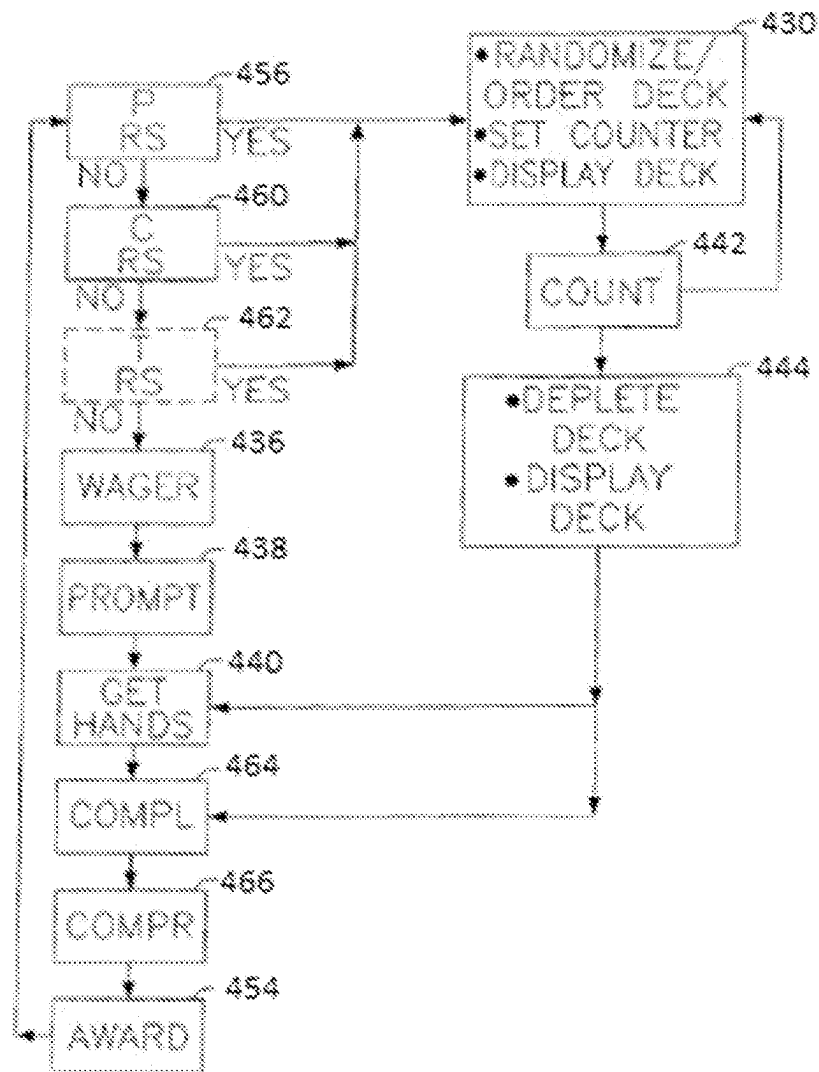 456
P
RS
YES
NO
460
C
RS
YES
NO
462
T
RS
YES
NO
436
WAGER
438
PROMPT
440
GET
HANDS
464
COMPL
466
COMPR
454
AWARD
430
• RANDOMIZE/
ORDER DECK
• SET COUNTER
• DISPLAY DECK
442
COUNT
444
• DEPLETE
DECK
• DISPLAY
DECK